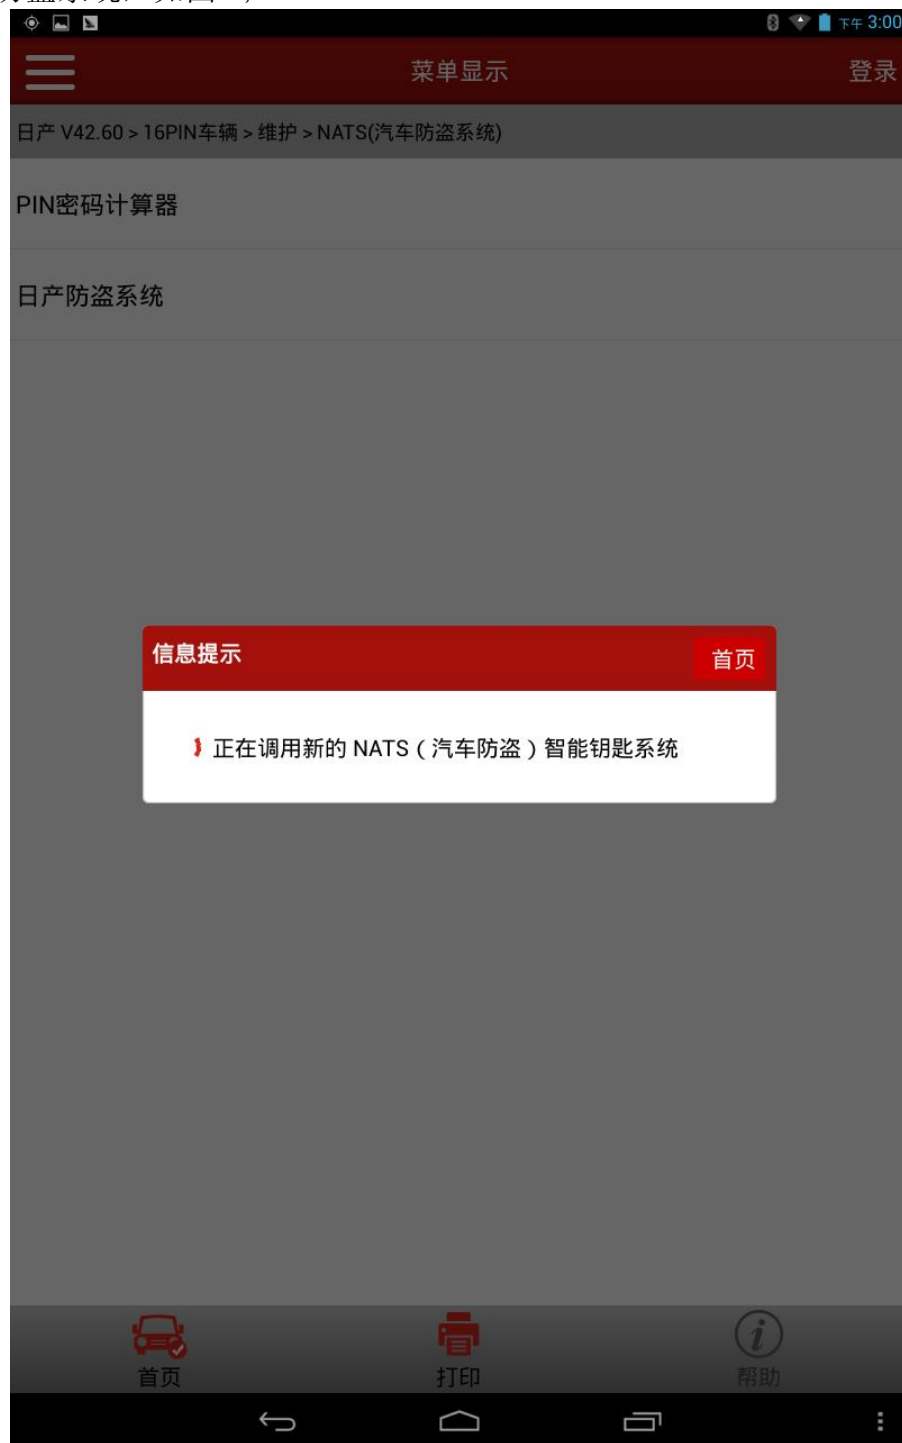 下午 3:00
菜单显示
登录
日产 V42.60 > 16PIN车辆 > 维护 > NATS(汽车防盗系统)
PIN密码计算器
日产防盗系统
信息提示
首页
正在调用新的 NATS（汽车防盗）智能钥匙系统
首页
打印
帮助